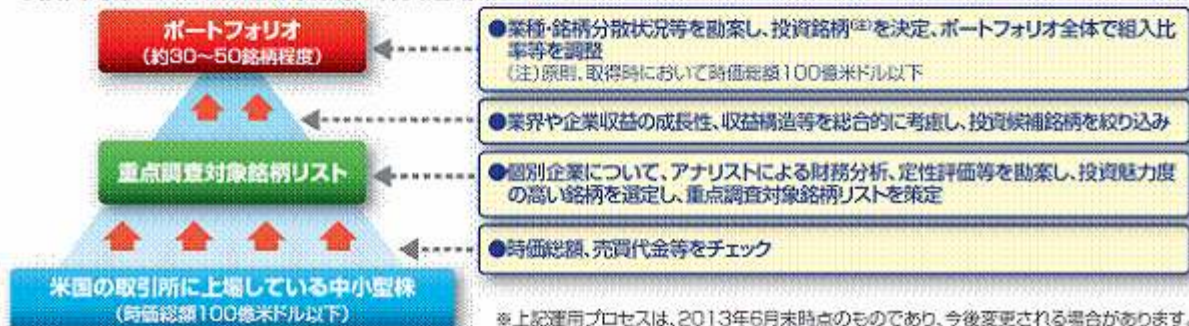 ポートフォリオ
(約30~50銘柄程度)
●業種・銘柄分散状況等を勘案し、投資銘柄(注)を決定、ポートフォリオ全体で組入比
率等を調整
(注)原則、取得時において時価総額100億米ドル以下
●業界や企業収益の成長性、収益構造等を総合的に考慮し、投資候補銘柄を絞り込み
重点調査対象銘柄リスト
●個別企業について、アナリストによる財務分析、定性評価等を勘案し、投資魅力度
の高い銘柄を選定し、重点調査対象銘柄リストを策定
●時価総額、売買代金等をチェック
米国の取引所に上場している中小型株
(時価総額100億米ドル以下)
※上記運用プロセスは、2013年6月末時点のものであり、今後変更される場合があります。